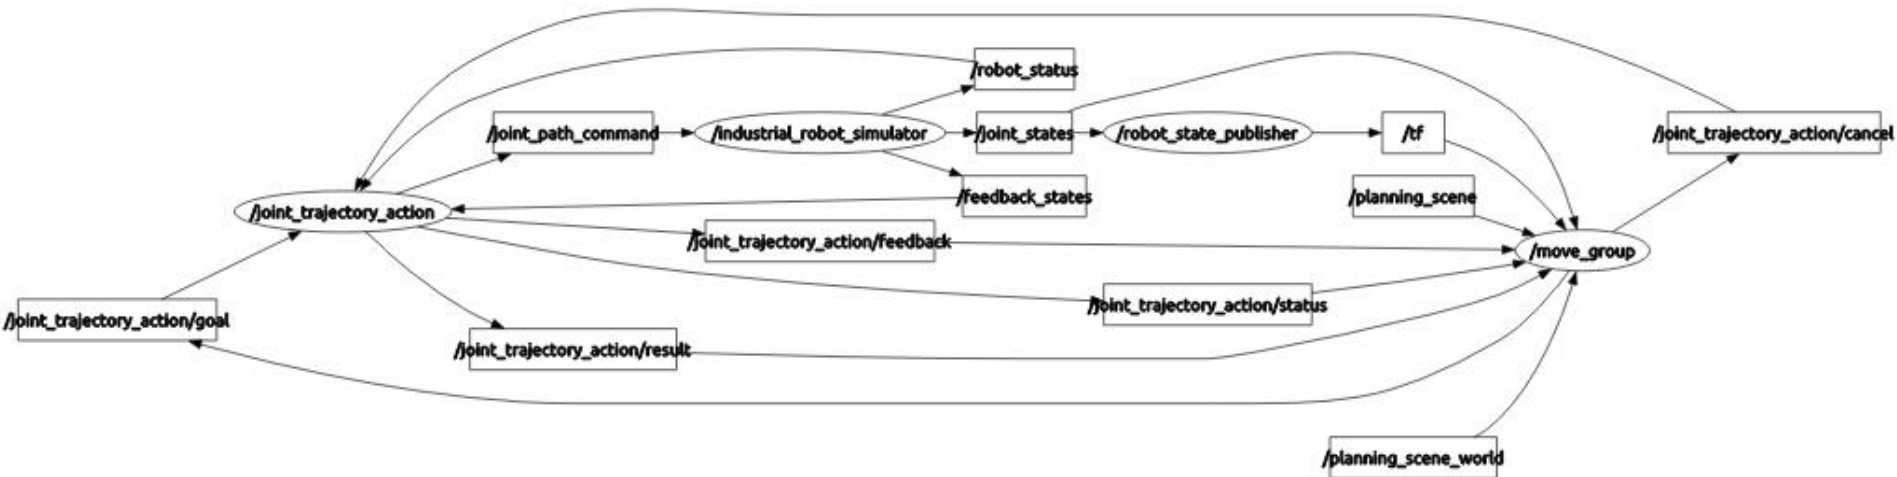 /robot_status
/joint_path_command
/industrial_robot_simulator
/joint_states
/robot_state_publisher
/tf
/joint_trajectory_action/cancel
/planning_scene
/feedback_states
/joint_trajectory_action
/joint_trajectory_action/feedback
/move_group
/joint_trajectory_action/status
/joint_trajectory_action/goal
/joint_trajectory_action/result
/planning_scene_world